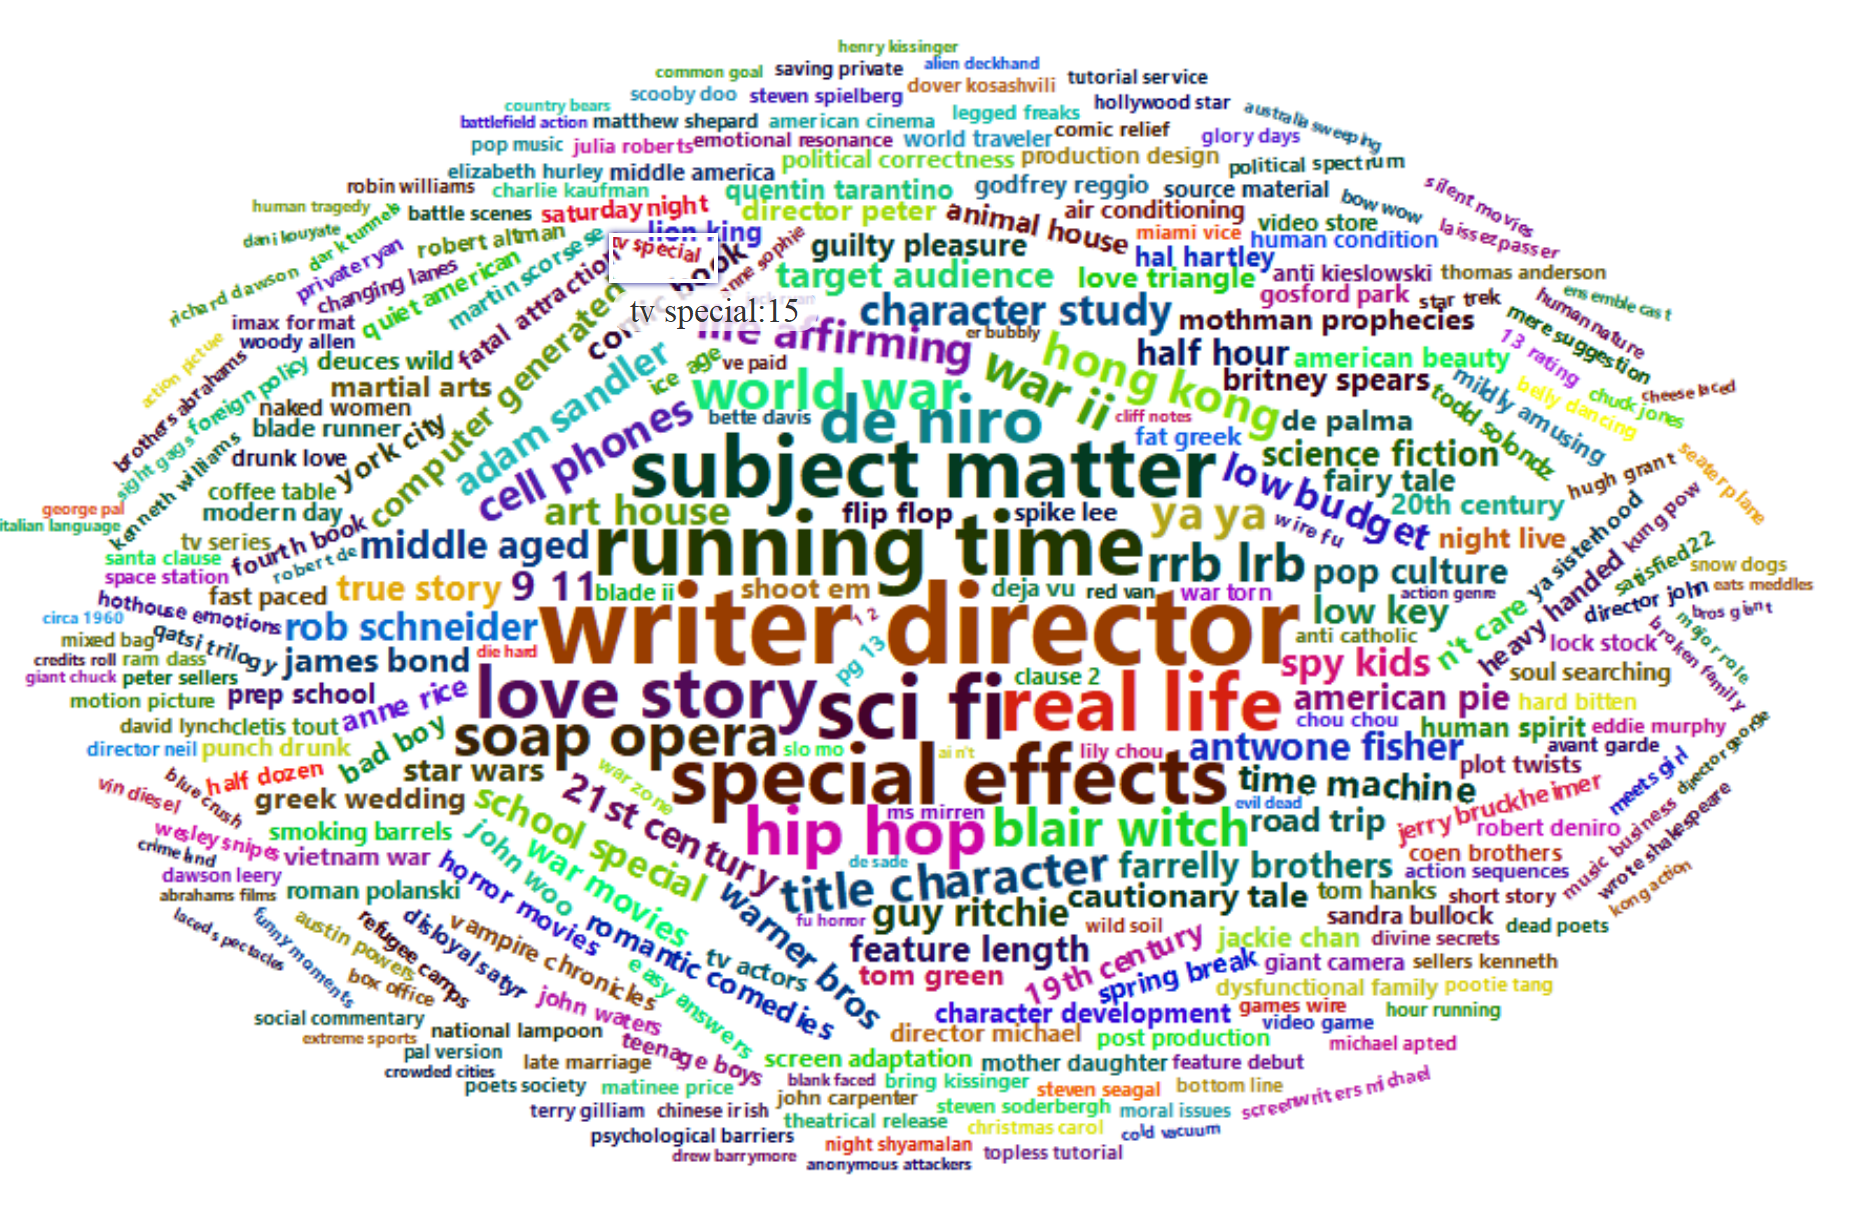 henry kissinger
common goal saving private alien deckhand tutorial service
scooby doo steven spielberg dover kosashvili hollywood star
country bears legged freaks australia sweeping
battlefield action matthew shepard american cinema comic relief glory days
pop music julia roberts emotional resonance world traveler
elizabeth hurley middle america political correctness production design political spectrum
robin williams charlie kaufman quentin tarantino godfrey reggio source material bow wow silent movies
human tragedy dark tunnels battle scenes saturday night director peter animal house air conditioning video store laissez passer
dani kouyate robert altman martin scorsese lion king guilty pleasure miami vice human condition
private ryan tv special comic book anne sophie hal hartley
richard dawson changing lanes quiet american fatal attraction target audience love triangle anti kieslowski thomas anderson
tv special:15
imax format computer generated character study gosford park star trek human nature ensemble cast
woody allen life affirming er bubbly mothman prophecies mere suggestion
action pictue brothers abrahams foreign policy deuces wild ice age ve paid war ii hong kong half hour american beauty 13 rating
martial arts adam sandler world war britney spears todd solondz mildly amusing belly dancing chuck jones cheese laced
naked women cell phones bette davis de niro cliff notes de palma
sight gags kenneth williams blade runner york city fat greek
drunk love subject matter low budget science fiction hugh grant seater plane
coffee table fairy tale
george pal modern day art house flip flop spike lee ya ya wire fu 20th century ya sisterhood kung pow
italian language tv series fourth book middle aged running time night live
santa clause robert de rrb lrb pop culture heavy handed satisfied 22 snow dogs
space station fast paced true story 9 11 blade ii shoot em deja vu red van war torn action genre director john eats meddles
hothouse emotions writer director 1 2 low key n't care bros giant
circa 1960 rob schneider anti catholic lock stock broken family major role
mixed bag qatsi trilogy james bond die hard pg 13 spy kids
credits roll ram dass
giant chuck peter sellers clause 2 soul searching
motion picture prep school anne rice love story sci fi real life american pie hard bitten
david lynch cletis tout chou chou human spirit eddie murphy
director neil punch drunk bad boy soap opera slo mo ain't lily chou antwone fisher avant garde meets girl director george
vin diesel blue crush half dozen star wars war zone special effects time machine plot twists
greek wedding school special 21st century evil dead jerry bruckheimer
wesley snipes smoking barrels john woo war movies hip hop ms mirren blair witch road trip robert deniro music business wrote shakespeare
crime land vietnam war horror movies de sade farrelly brothers coen brothers
dawson leery title character action sequences kong action
abrahams films roman polanski warner bros cautionary tale tom hanks short story
laced spectacles funny moments austin powers refugee camps disloyal satyr vampire chronicles romantic comedies fu horror guy ritchie wild soil sandra bullock dead poets
feature length 19th century jackie chan divine secrets
box office easy answers tv actors tom green spring break giant camera sellers kenneth
john waters dysfunctional family pootie tang
social commentary character development games wire hour running
extreme sports national lampoon teenage boys director michael post production video game michael apted
pal version late marriage screen adaptation mother daughter feature debut
crowded cities
poets society matinee price blank faced bring kissinger steven seagal bottom line screenwriters michael
terry gilliam chinese irish john carpenter steven soderbergh moral issues
theatrical release christmas carol cold vacuum
psychological barriers night shyamalan topless tutorial
drew barrymore anonymous attackers